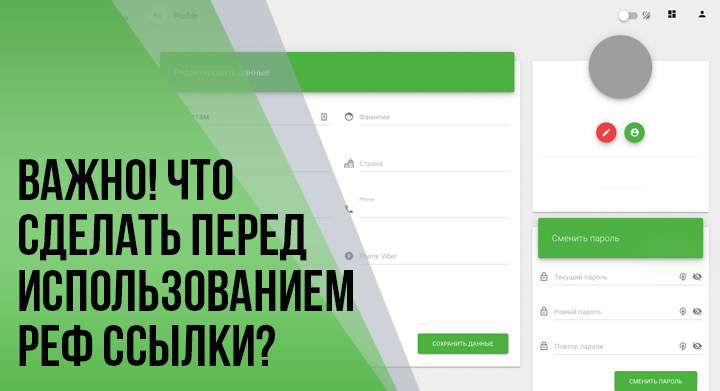 Profile
Редактировать данные
Фамилия
Страна
Phone
Phone Viber
СОХРАНИТЬ ДАННЫЕ
Сменить пароль
Текущий пароль
Новый пароль
Повтор пароля
СМЕНИТЬ ПАРОЛЬ
ВАЖНО! ЧТО
СДЕЛАТЬ ПЕРЕД
ИСПОЛЬЗОВАНИЕМ
РЕФ ССЫЛКИ?